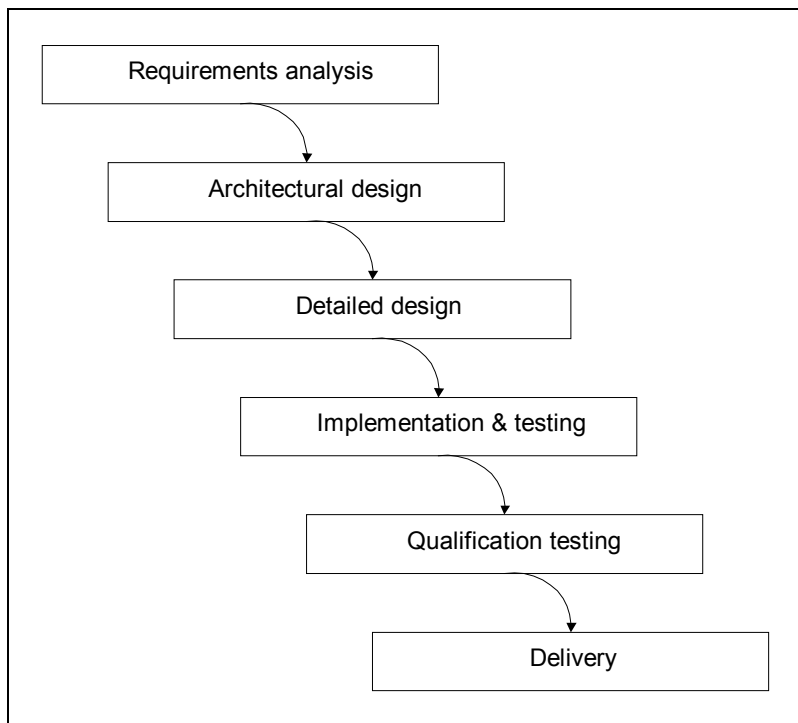 Requirements analysis
Architectural design
Detailed design
Implementation & testing
Qualification testing
Delivery